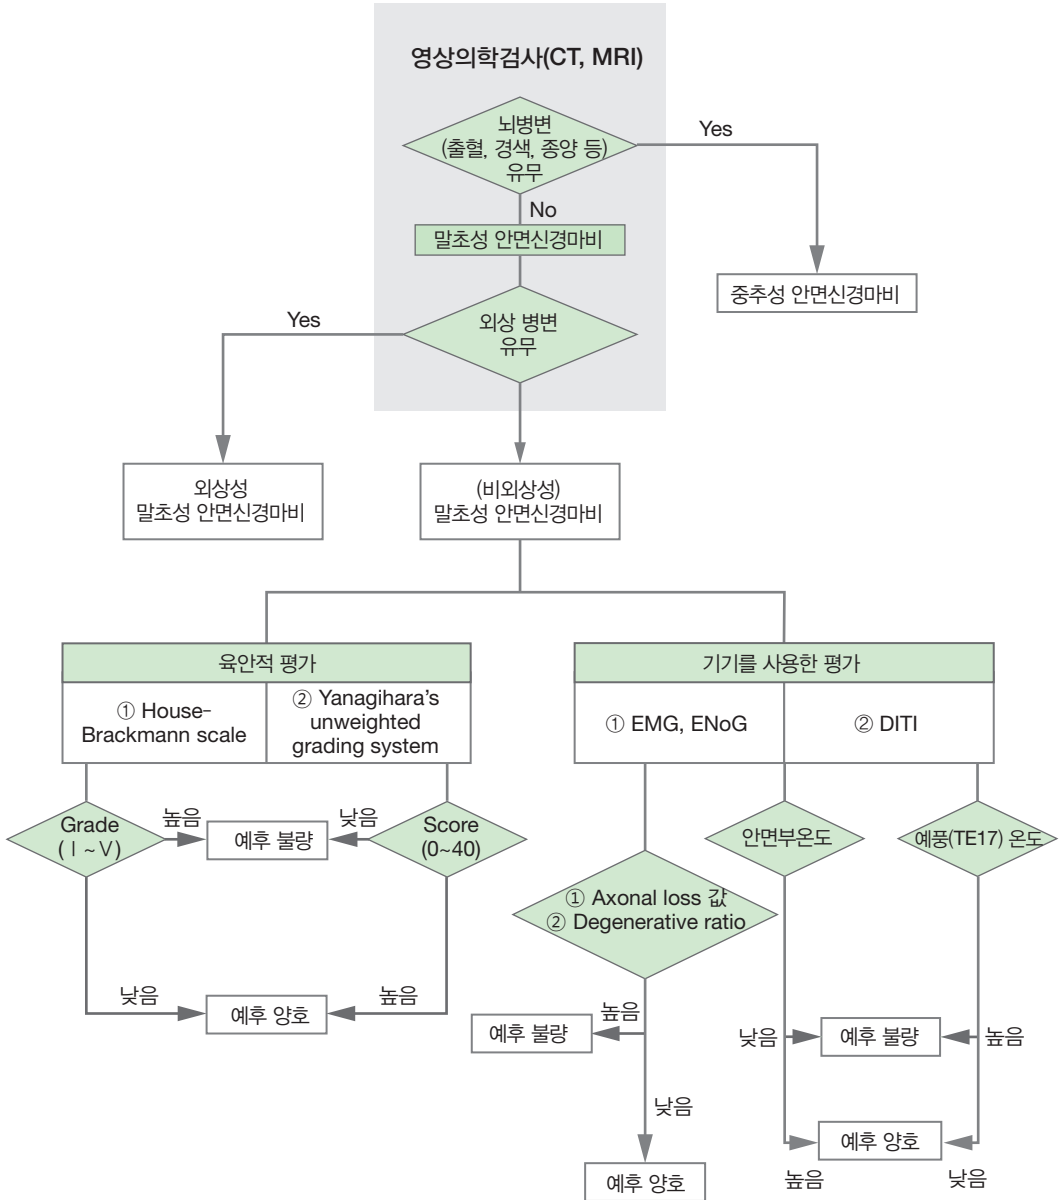 영상의학검사(CT, MRI)
뇌병변
(출혈, 경색, 종양 등)
유무
Yes
No
말초성 안면신경마비
중추성 안면신경마비
Yes
외상 병변
유무
외상성
말초성 안면신경마비
(비외상성)
말초성 안면신경마비
육안적 평가
① House-
Brackmann scale
② Yanagihara's
unweighted
grading system
기기를 사용한 평가
① EMG, ENoG
② DITI
Grade
(Ⅰ~Ⅴ)
높음
예후 불량
낮음
Score
(0~40)
안면부온도
예풍(TE17) 온도
① Axonal loss 값
② Degenerative ratio
낮음
예후 양호
높음
예후 불량
높음
낮음
예후 불량
높음
낮음
예후 양호
높음
예후 양호
낮음